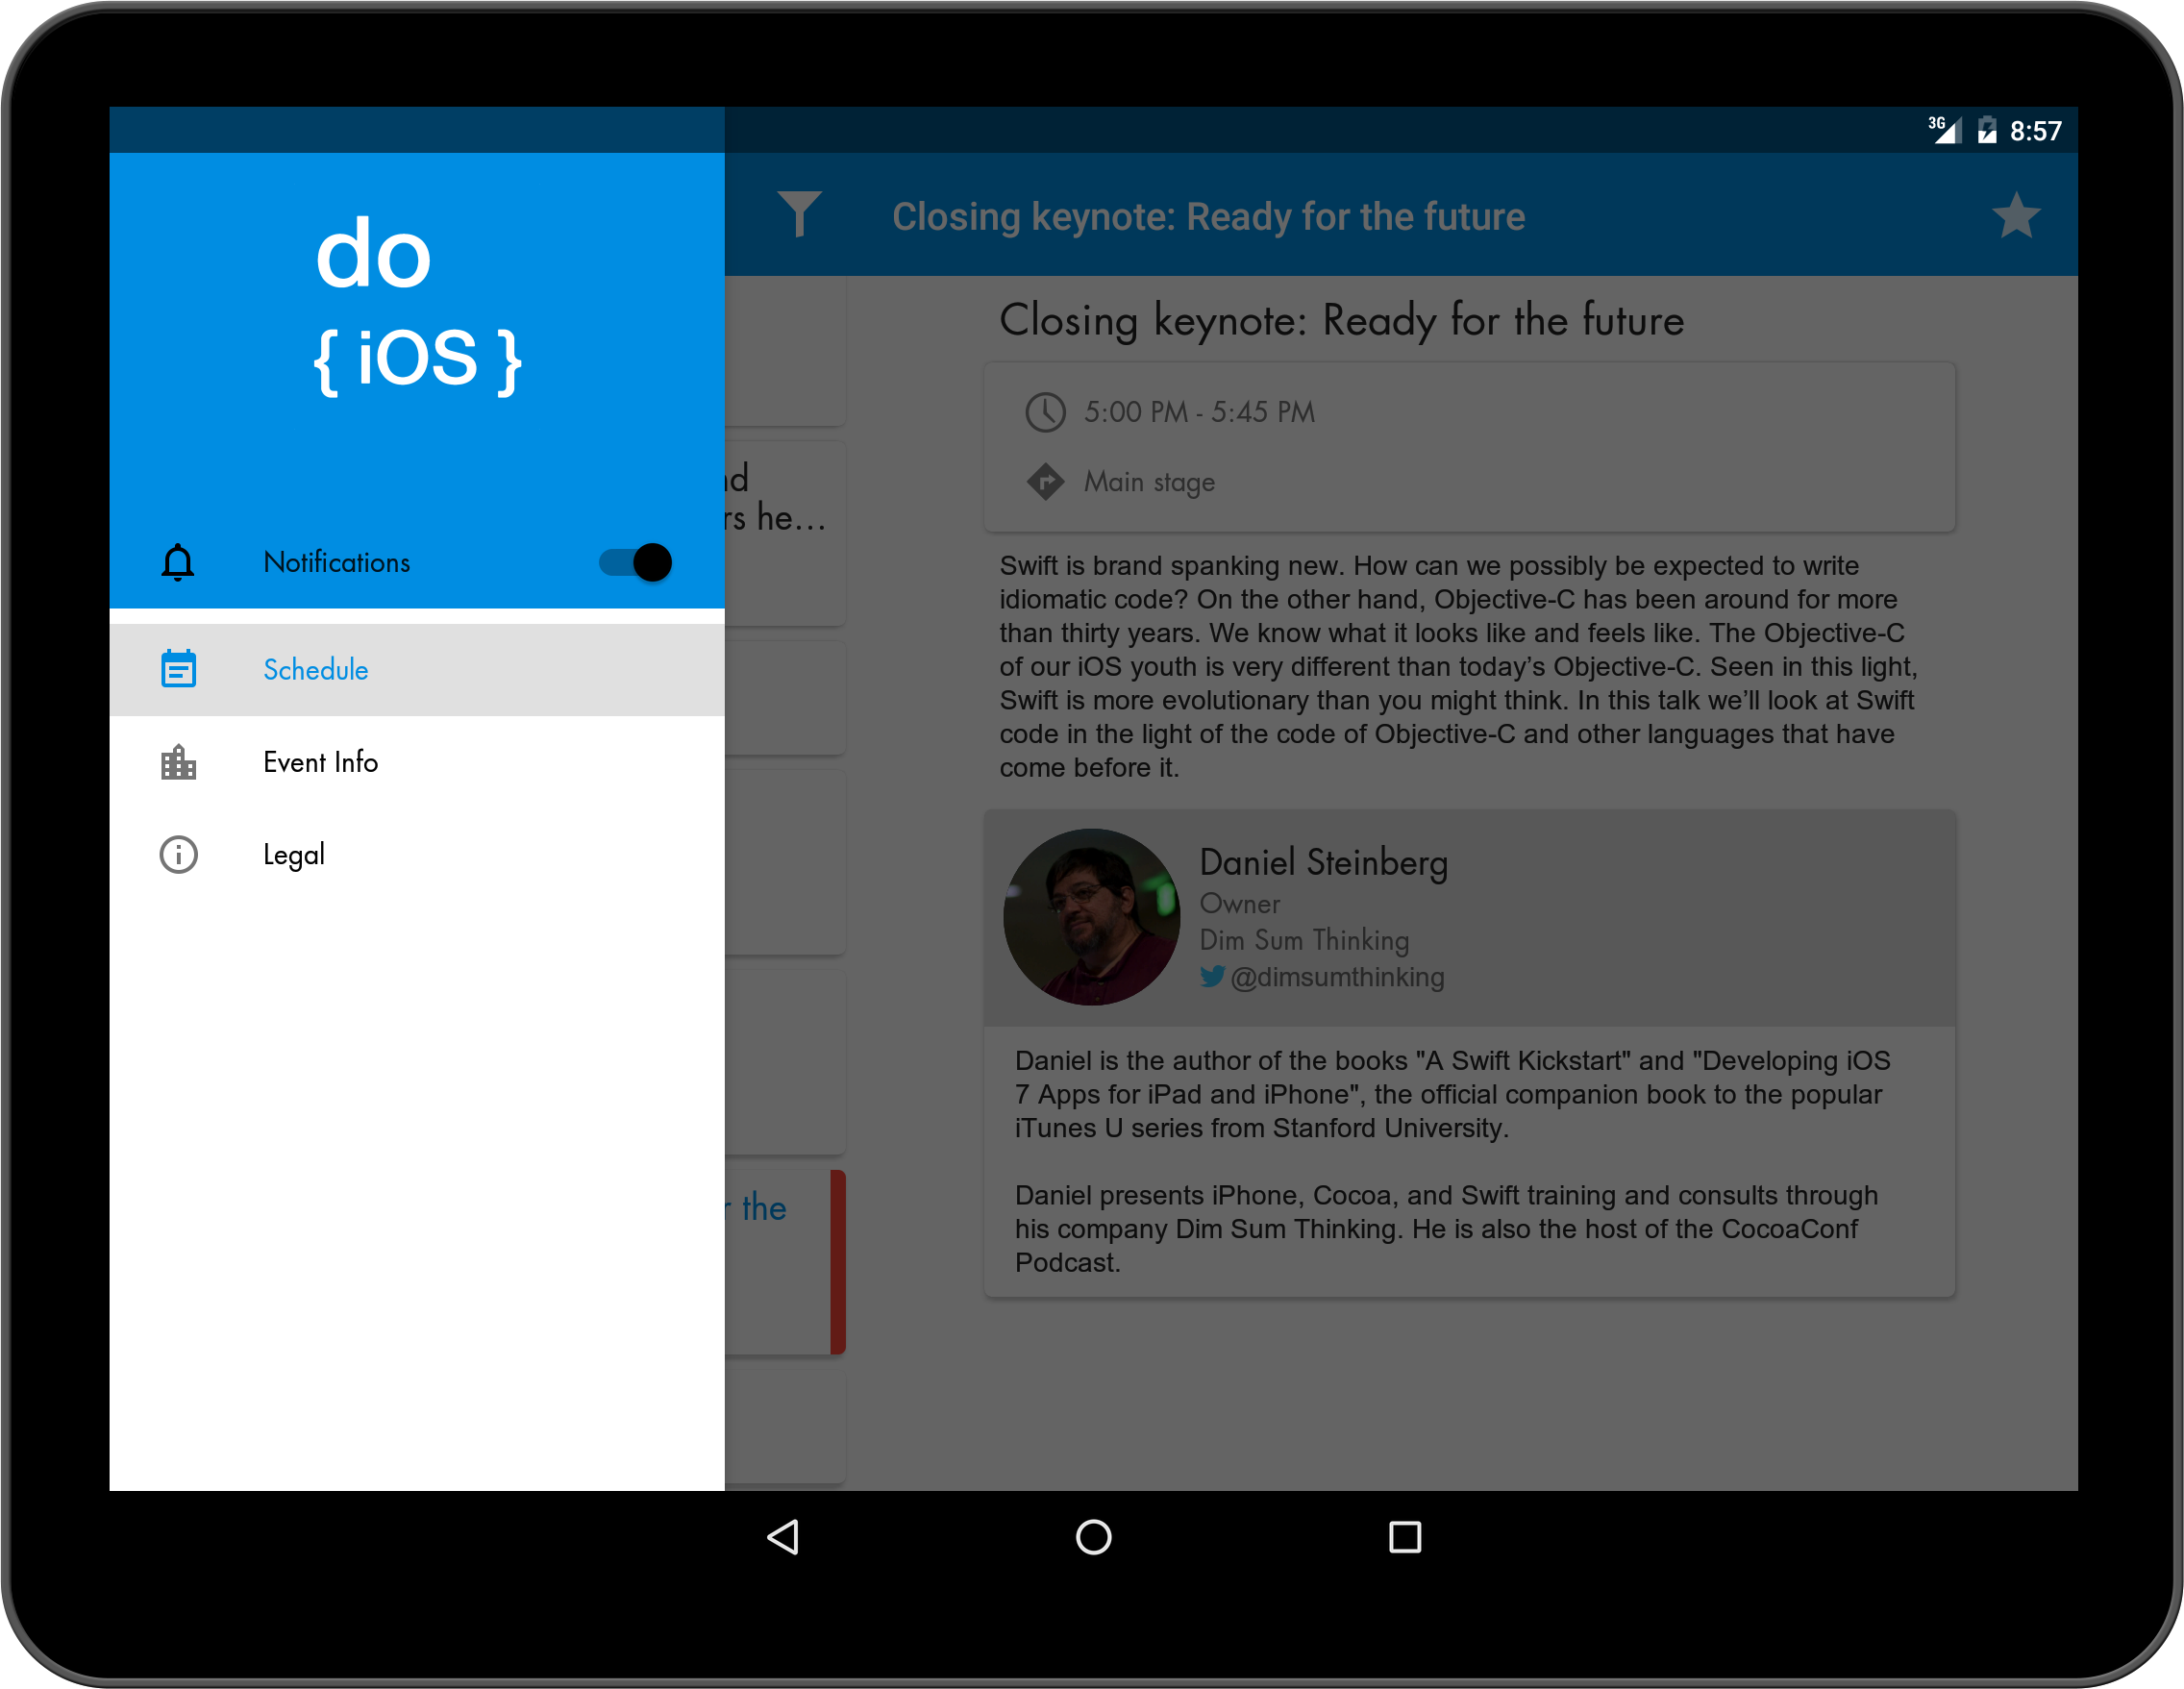 3G 8:57
do
{ iOS }
Notifications
Schedule
Event Info
Legal
he...
the
Closing keynote: Ready for the future
Closing keynote: Ready for the future
5:00 PM - 5:45 PM
Main stage
Swift is brand spanking new. How can we possibly be expected to write
idiomatic code? On the other hand, Objective-C has been around for more
than thirty years. We know what it looks like and feels like. The Objective-C
of our iOS youth is very different than today’s Objective-C. Seen in this light,
Swift is more evolutionary than you might think. In this talk we’ll look at Swift
code in the light of the code of Objective-C and other languages that have
come before it.
Daniel Steinberg
Owner
Dim Sum Thinking
@dimsumthinking
Daniel is the author of the books "A Swift Kickstart" and "Developing iOS
7 Apps for iPad and iPhone", the official companion book to the popular
iTunes U series from Stanford University.
Daniel presents iPhone, Cocoa, and Swift training and consults through
his company Dim Sum Thinking. He is also the host of the CocoaConf
Podcast.